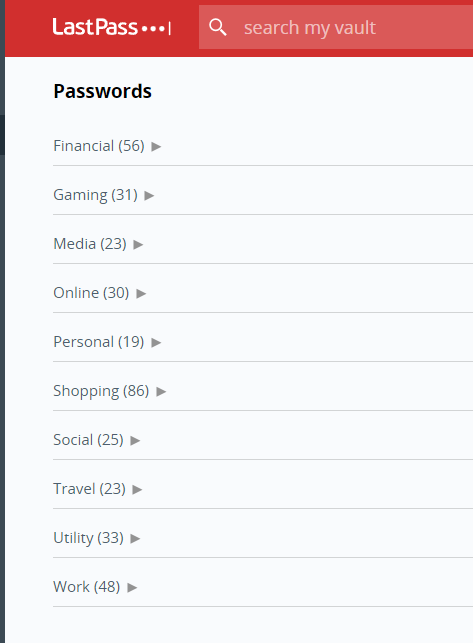 LastPass
search my vault
Passwords
Financial (56)
Gaming (31)
Media (23)
Online (30)
Personal (19)
Shopping (86)
Social (25)
Travel (23)
Utility (33)
Work (48)